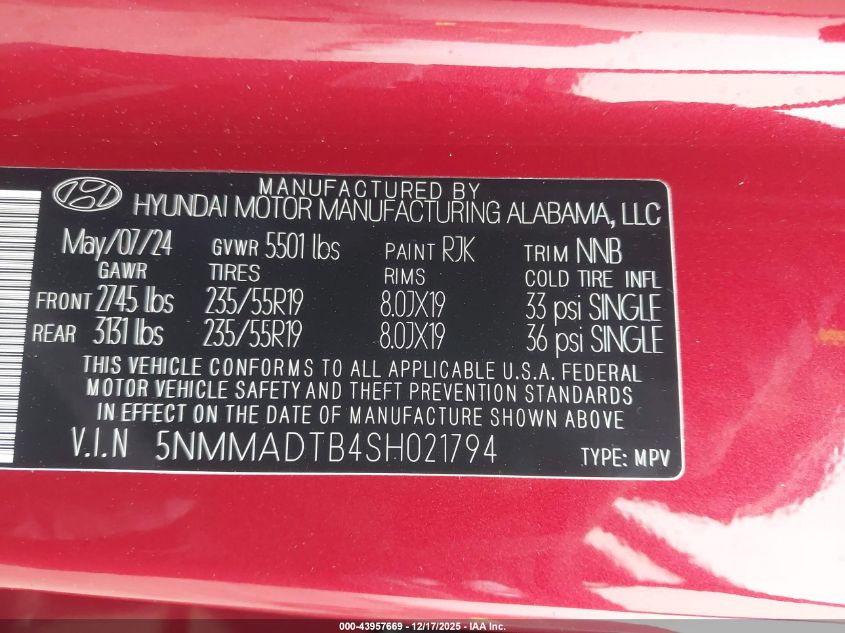 MANUFACTURED BY
HYUNDAI MOTOR MANUFACTURING ALABAMA, LLC
May/07/24 GVWR 5501 lbs PAINT RJK TRIM NNB
GAWR TIRES RIMS COLD TIRE INFL
FRONT 2745 lbs 235/55R19 8.0JX19 33 psi SINGLE
REAR 3131 lbs 235/55R19 8.0JX19 36 psi SINGLE
THIS VEHICLE CONFORMS TO ALL APPLICABLE U.S.A. FEDERAL
MOTOR VEHICLE SAFETY AND THEFT PREVENTION STANDARDS
IN EFFECT ON THE DATE OF MANUFACTURE SHOWN ABOVE
V.I.N 5NMMADTB4SH021794 TYPE: MPV
000-43957669 - 12/17/2025 - IAA Inc.